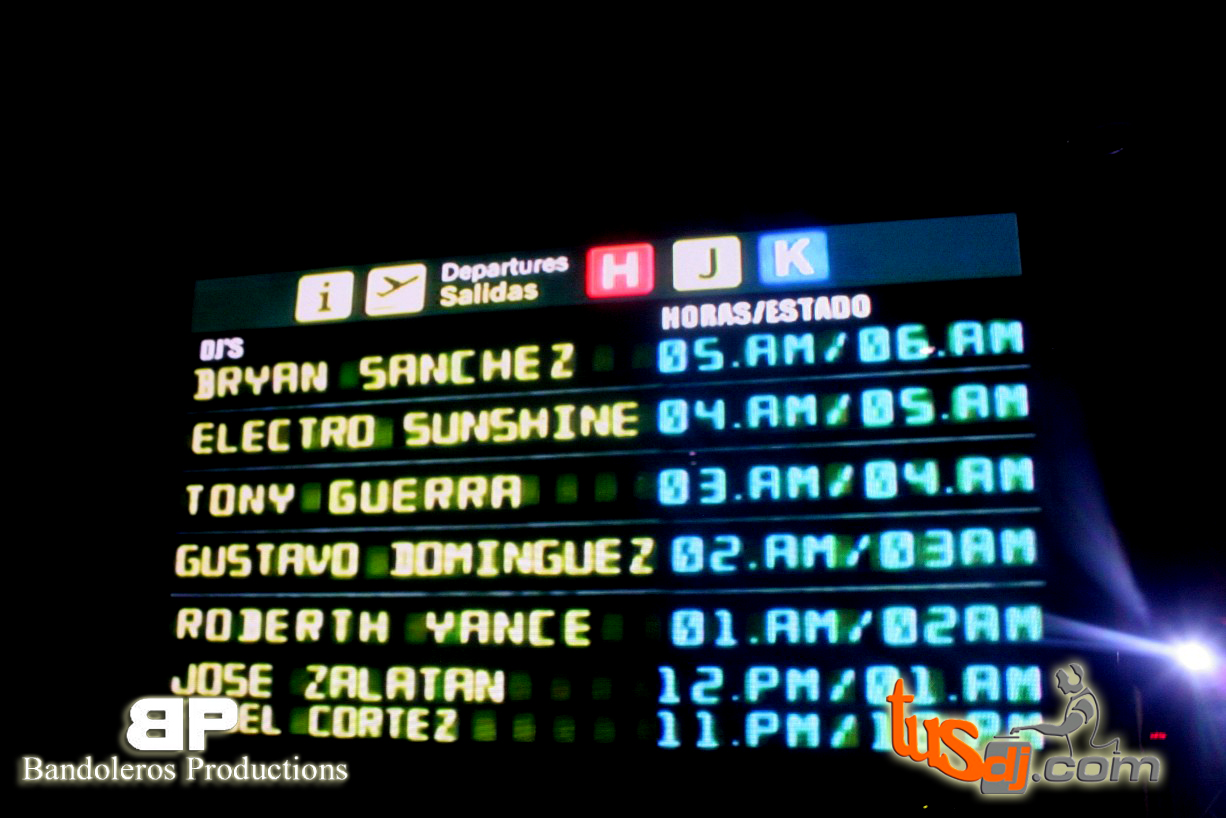 i Departures H J K
Salidas
DJ'S HORAS/ESTADO
BRYAN SANCHEZ 05.AM/06.AM
ELECTRO SUNSHINE 04.AM/05.AM
TONY GUERRA 03.AM/04.AM
GUSTAVO DOMINGUEZ 02.AM/03AM
ROBERTH YANCE 01.AM/02AM
JOSE ZALATAN 12.PM/01.AM
CORTEZ 11.PM/
BP
Bandoleros Productions
tusdj.com